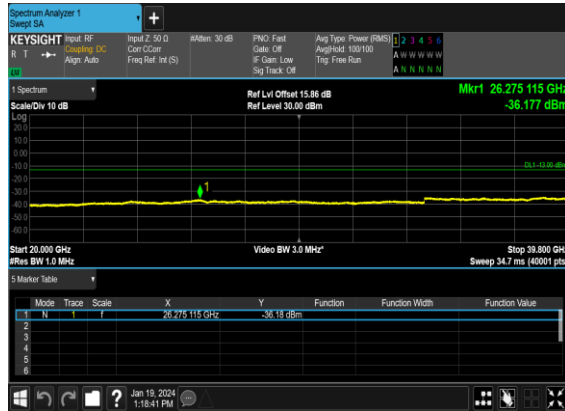 Spectrum Analyzer 1
Swept SA
+
KEYSIGHT Input: RF Input Z: 50 Ω #Atten: 30 dB PNO: Fast Avg Type: Power (RMS) 1 2 3 4 5 6
R T Coupling: DC Corr CCorr Gate: Off Avg|Hold: 100/100 A W W W W W
Align: Auto Freq Ref: Int (S) IF Gain: Low Trig: Free Run A N N N N N
Sig Track: Off
1 Spectrum Ref Lvl Offset 15.86 dB Mkr1 26.275 115 GHz
Scale/Div 10 dB Ref Level 30.00 dBm -36.177 dBm
Log
20.0
10.0
0.00
-10.0 DL1 -13.00 dBm
-20.0
1
-30.0
-40.0
-50.0
-60.0
Start 20.000 GHz Video BW 3.0 MHz* Stop 39.800 GHz
#Res BW 1.0 MHz Sweep 34.7 ms (40001 pts)
5 Marker Table
Mode Trace Scale X Y Function Function Width Function Value
1 N 1 f 26.275 115 GHz -36.18 dBm
2
3
4
5
6
? Jan 19, 2024
1:18:41 PM